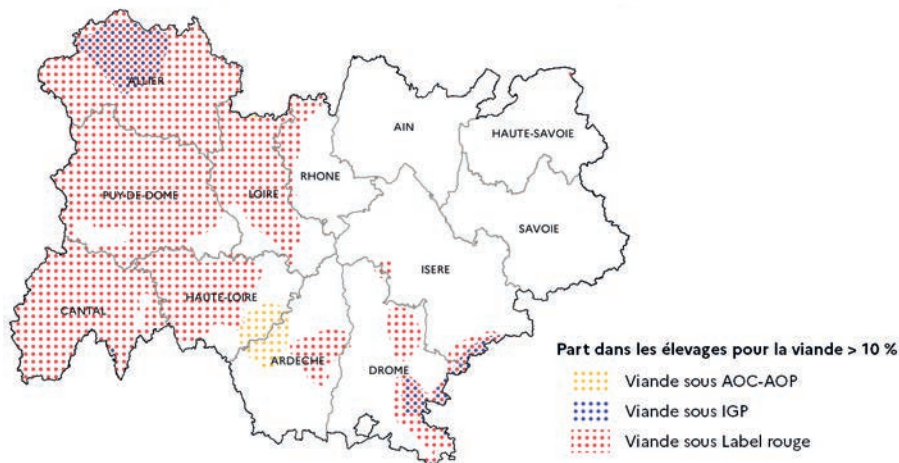 ALLIER
AIN
HAUTE-SAVOIE
RHONE
PUY-DE-DOME
LOIRE
SAVOIE
ISERE
HAUTE-LOIRE
CANTAL
ARDECHE
DROME
Part dans les élevages pour la viande > 10 %
Viande sous AOC-AOP
Viande sous IGP
Viande sous Label rouge